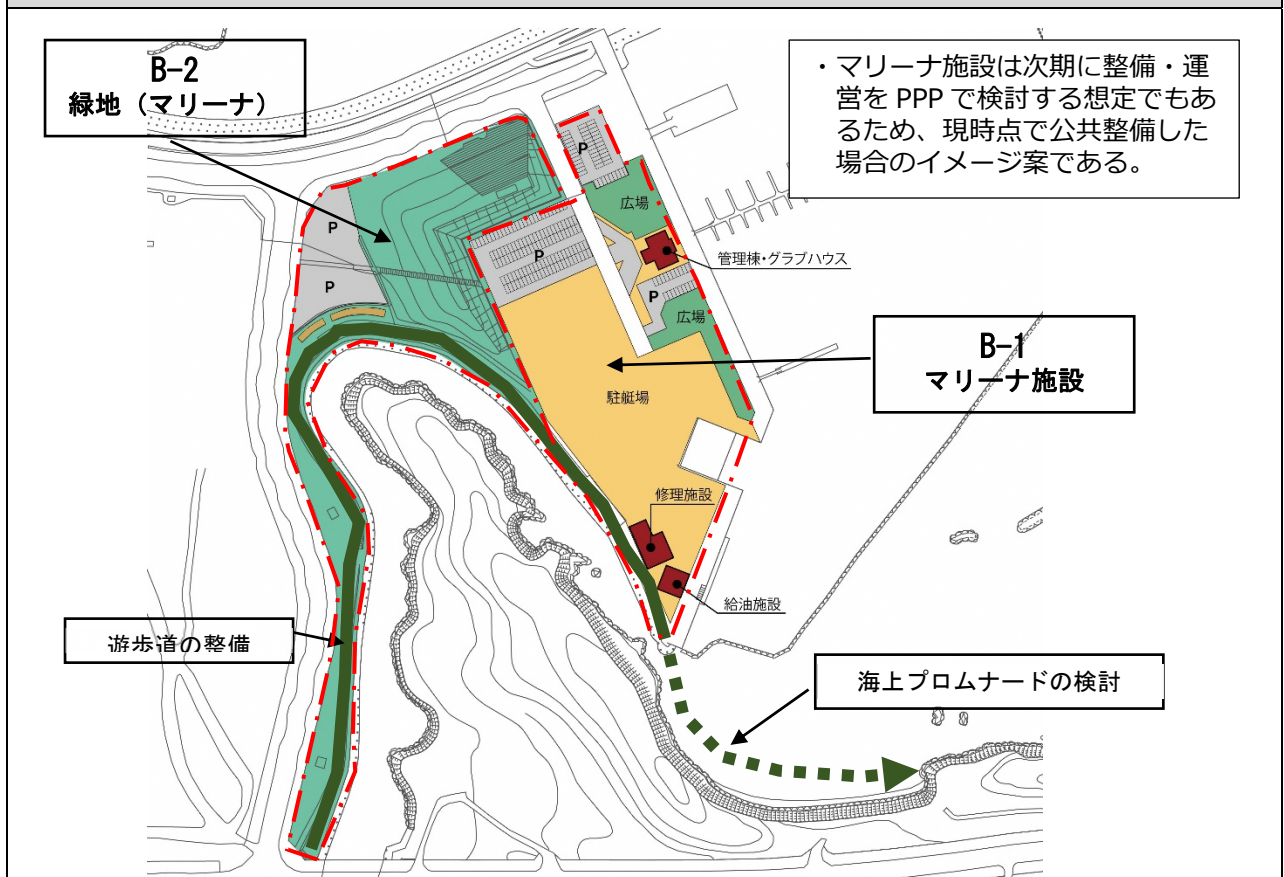 B-2
緑地（マリーナ）
・マリーナ施設は次期に整備・運
営を PPP で検討する想定でもあ
るため、現時点で公共整備した
場合のイメージ案である。
P
広場
P
管理棟・グラブハウス
P
P
P
広場
B-1
マリーナ施設
駐艇場
修理施設
給油施設
遊歩道の整備
海上プロムナードの検討